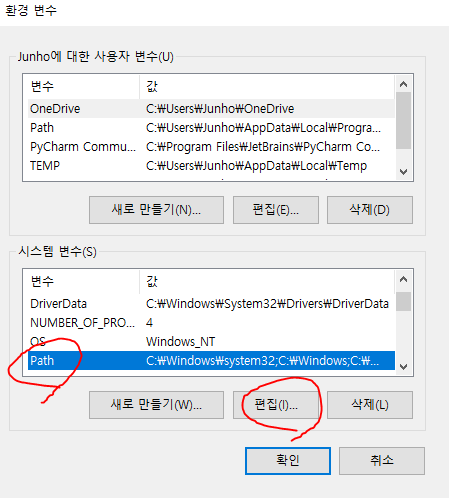 환경 변수
Junho에 대한 사용자 변수(U)
변수 값
OneDrive C:₩Users₩Junho₩OneDrive
Path C:₩Users₩Junho₩AppData₩Local₩Progra...
PyCharm Commu... C:₩Program Files₩JetBrains₩PyCharm Co...
TEMP C:₩Users₩Junho₩AppData₩Local₩Temp
새로 만들기(N)... 편집(E)... 삭제(D)
시스템 변수(S)
변수 값
DriverData C:₩Windows₩System32₩Drivers₩DriverData
NUMBER_OF_PRO... 4
OS Windows_NT
Path C:₩Windows₩system32;C:₩Windows;C:₩...
새로 만들기(W)... 편집(I)... 삭제(L)
확인 취소